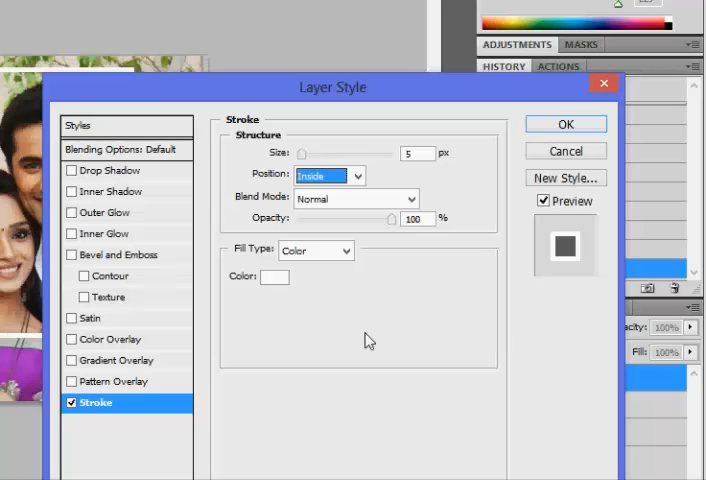 ADJUSTMENTS MASKS
HISTORY ACTIONS
Layer Style
Styles
Blending Options: Default
Drop Shadow
Inner Shadow
Outer Glow
Inner Glow
Bevel and Emboss
Contour
Texture
Satin
Color Overlay
Gradient Overlay
Pattern Overlay
Stroke
Stroke
Structure
Size: 5 px
Position: Inside
Blend Mode: Normal
Opacity: 100 %
Fill Type: Color
Color:
OK
Cancel
New Style...
Preview
100%
Fill: 100%